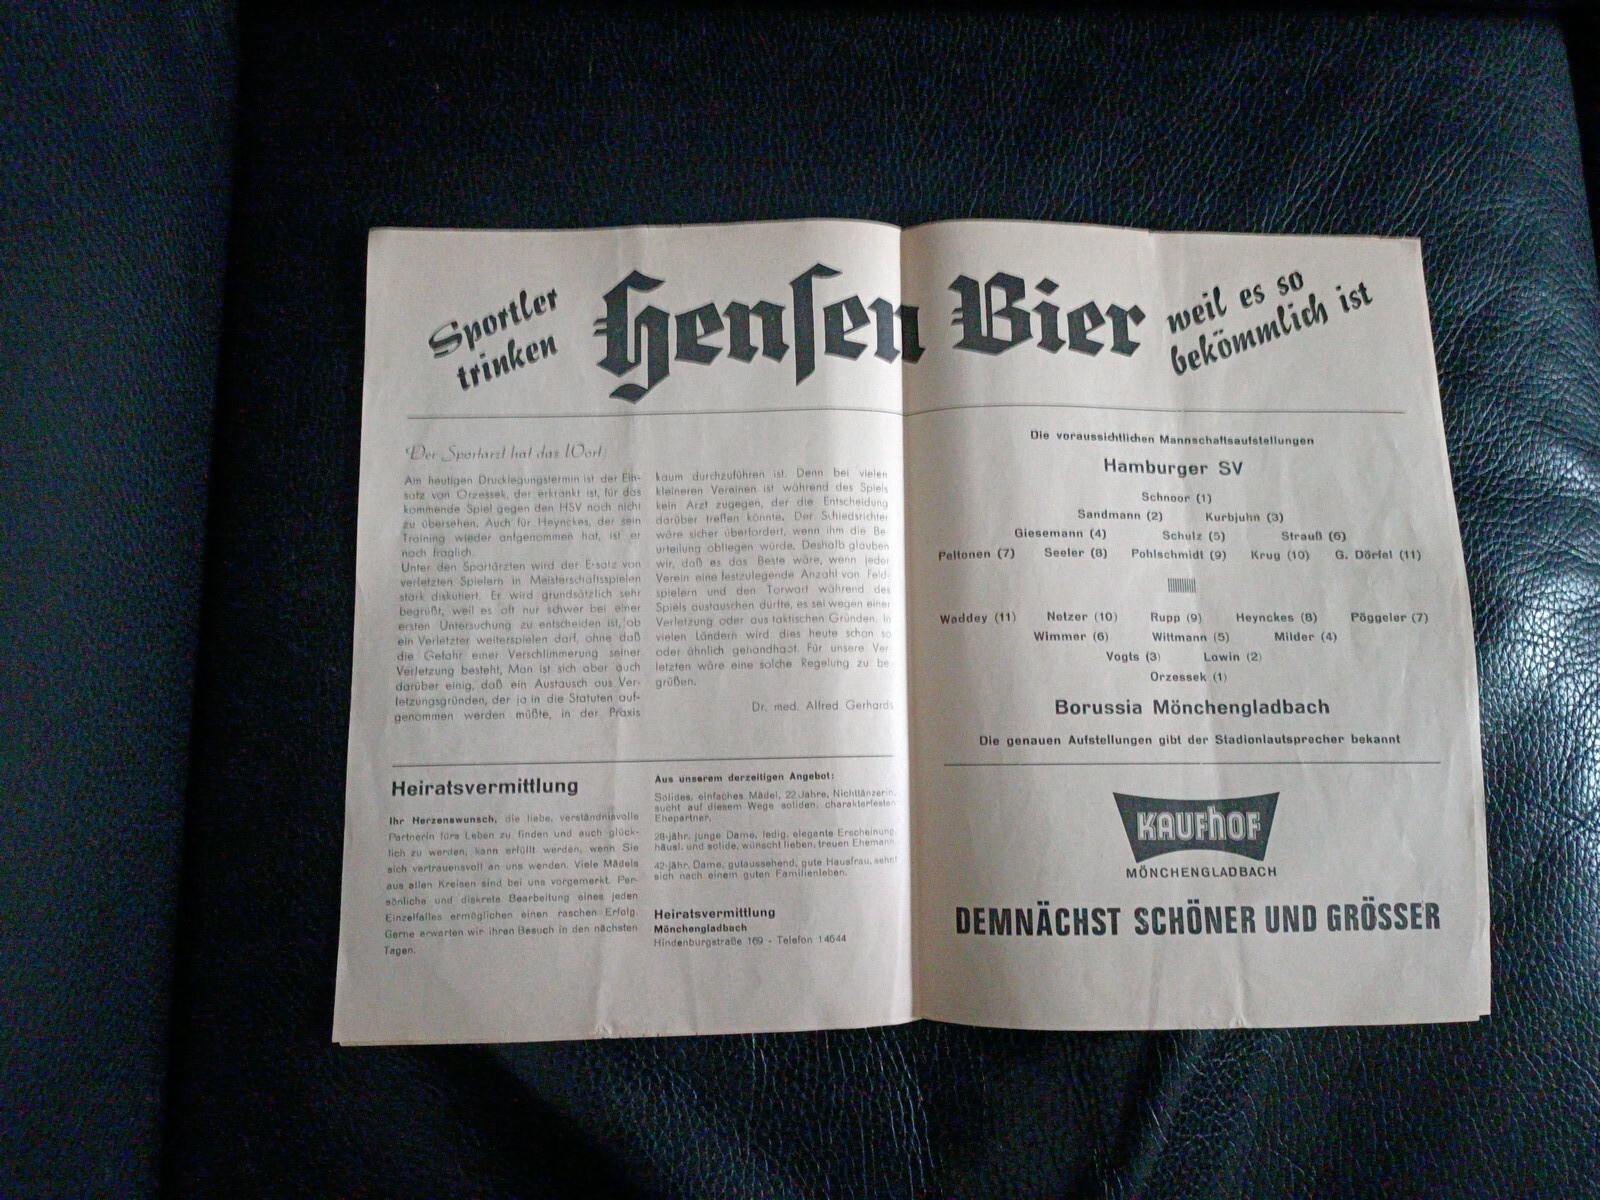 Sportler
trinken
Hensen Bier
weil es so
bekömmlich ist
Der Sportarzt hat das Wort:
Am heutigen Drucklegungstermin ist der Ein-
satz von Orzessek, der erkrankt ist, für das
kommende Spiel gegen den HSV noch nicht
zu übersehen. Auch für Heynckes, der sein
Training wieder aufgenommen hat, ist er
noch fraglich.
Unter den Sportärzten wird der Ersatz von
verletzten Spielern in Meisterschaftsspielen
stark diskutiert. Er wird grundsätzlich sehr
begrüßt, weil es oft nur schwer bei einer
ersten Untersuchung zu entscheiden ist, ob
ein Verletzter weiterspielen darf, ohne daß
die Gefahr einer Verschlimmerung seiner
Verletzung besteht. Man ist sich aber auch
darüber einig, daß ein Austausch aus Ver-
letzungsgründen, der ja in die Statuten auf-
genommen werden müßte, in der Praxis
kaum durchzuführen ist. Denn bei vielen
kleineren Vereinen ist während des Spiels
kein Arzt zugegen, der die Entscheidung
darüber treffen könnte. Der Schiedsrichter
wäre sicher überfordert, wenn ihm die Be-
urteilung obliegen würde. Deshalb glauben
wir, daß es das Beste wäre, wenn jeder
Verein eine festzulegende Anzahl von Feld-
spielern und den Torwart während des
Spiels austauschen dürfte, es sei wegen einer
Verletzung oder aus taktischen Gründen. In
vielen Ländern wird dies heute schon so
oder ähnlich gehandhabt. Für unsere Ver
letzten wäre eine solche Regelung zu be
grüßen.
Dr. med. Alfred Gerhards
Heiratsvermittlung
Ihr Herzenswunsch, die liebe, verständnisvolle
Partnerin fürs Leben zu finden und auch glück-
lich zu werden, kann erfüllt werden, wenn Sie
sich vertrauensvoll an uns wenden. Viele Mädels
aus allen Kreisen sind bei uns vorgemerkt. Per-
sönliche und diskrete Bearbeitung eines jeden
Einzelfalles ermöglichen einen raschen Erfolg.
Gerne erwarten wir ihren Besuch in den nächsten
Tagen.
Aus unserem derzeitigen Angebot:
Solides, einfaches Mädel, 22 Jahre, Nichttänzerin,
sucht auf diesem Wege soliden, charakterfesten
Ehepartner.
28-jähr. junge Dame, ledig, elegante Erscheinung,
häusl. und solide, wünscht lieben, treuen Ehemann.
42-jähr. Dame, gutaussehend, gute Hausfrau, sehnt
sich nach einem guten Familienleben.
Heiratsvermittlung
Mönchengladbach
Hindenburgstraße 169 - Telefon 14644
Die voraussichtlichen Mannschaftsaufstellungen
Hamburger SV
Schnoor (1)
Sandmann (2) Kurbjuhn (3)
Giesemann (4) Schulz (5) Strauß (6)
Peltonen (7) Seeler (8) Pohlschmidt (9) Krug (10) G. Dörfel (11)
Waddey (11) Netzer (10) Rupp (9) Heynckes (8) Pöggeler (7)
Wimmer (6) Wittmann (5) Milder (4)
Vogts (3) Lowin (2)
Orzessek (1)
Borussia Mönchengladbach
Die genauen Aufstellungen gibt der Stadionlautsprecher bekannt
KAUFHOF
MÖNCHENGLADBACH
DEMNÄCHST SCHÖNER UND GRÖSSER